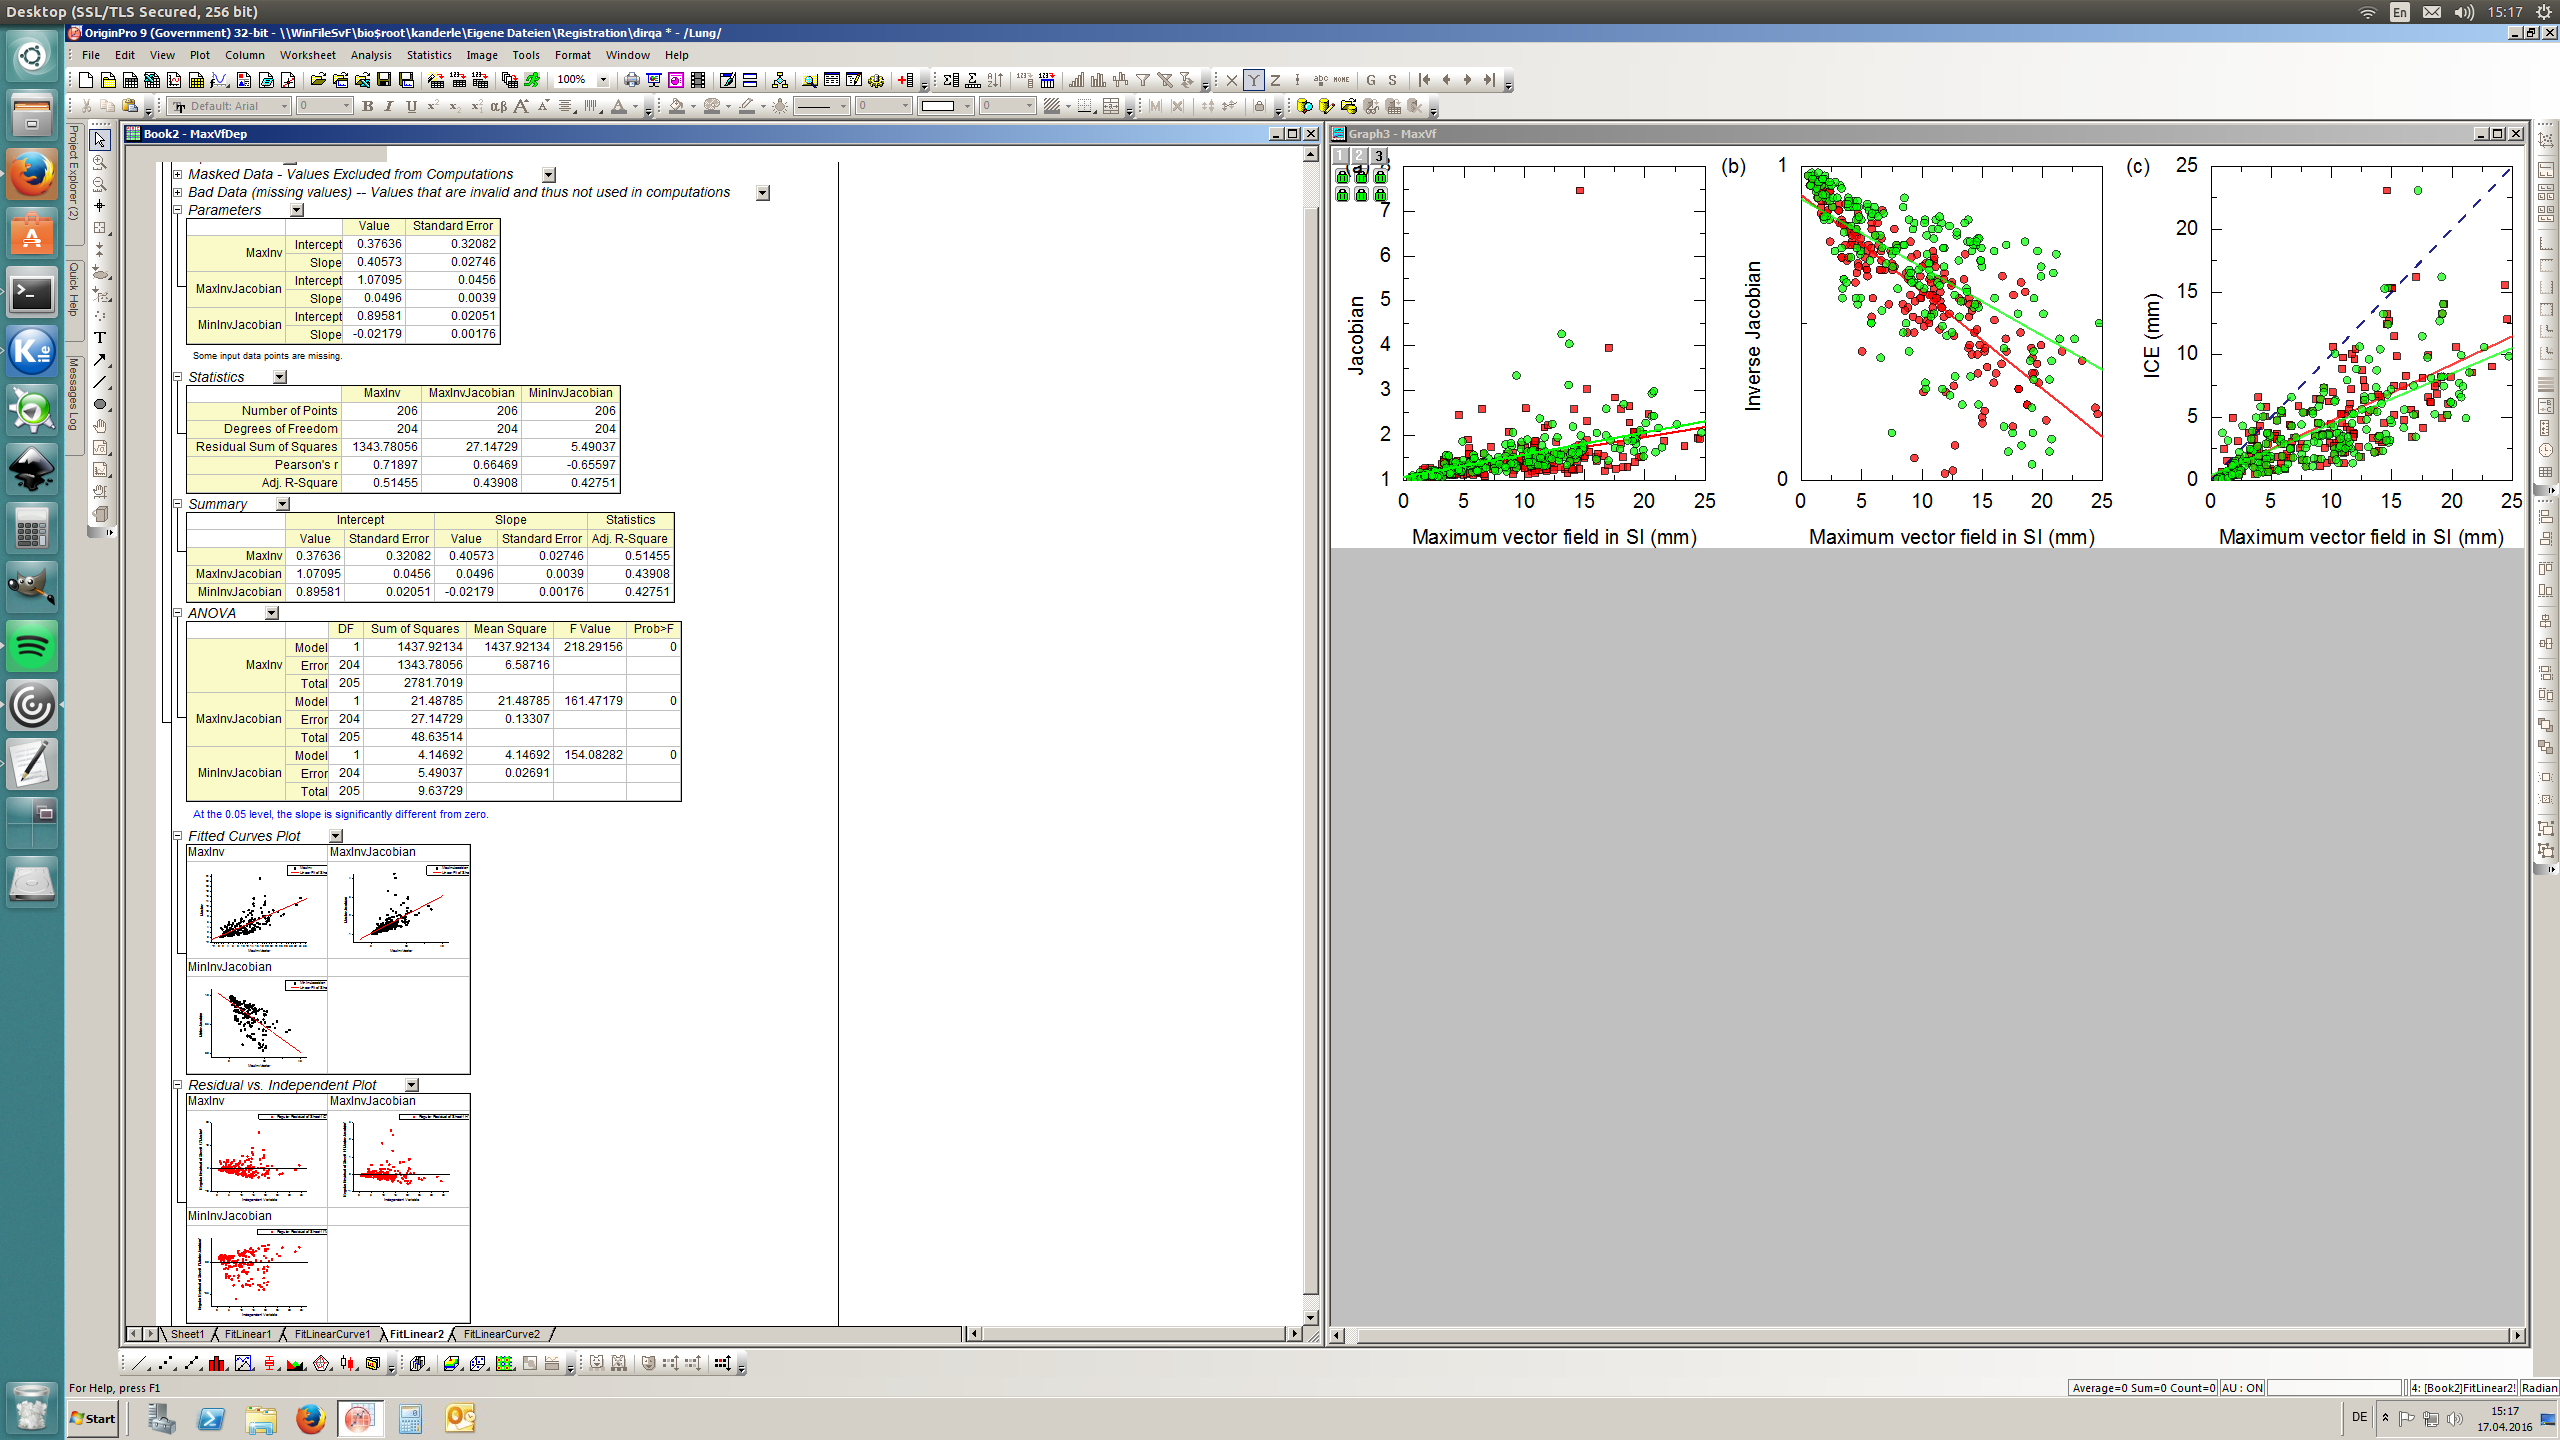 Desktop (SSL/TLS Secured, 256 bit)
En
15:17
OriginPro 9 (Government) 32-bit - \\WinFileSvF\bio$root\kanderle\Eigene Dateien\Registration\dirqa * - /Lung/
File Edit View Plot Column Worksheet Analysis Statistics Image Tools Format Window Help
100%
Default: Arial 0 B I U 0 0
Project Explorer (2)
Quick Help
Messages Log
Book2 - MaxVfDep
Masked Data - Values Excluded from Computations
Bad Data (missing values) -- Values that are invalid and thus not used in computations
Parameters
Value Standard Error
MaxInv Intercept 0.37636 0.32082
Slope 0.40573 0.02746
MaxInvJacobian Intercept 1.07095 0.0456
Slope 0.0496 0.0039
MinInvJacobian Intercept 0.89581 0.02051
Slope -0.02179 0.00176
Some input data points are missing.
Statistics
MaxInv MaxInvJacobian MinInvJacobian
Number of Points 206 206 206
Degrees of Freedom 204 204 204
Residual Sum of Squares 1343.78056 27.14729 5.49037
Pearson's r 0.71897 0.66469 -0.65597
Adj. R-Square 0.51455 0.43908 0.42751
Summary
Intercept Slope Statistics
Value Standard Error Value Standard Error Adj. R-Square
MaxInv 0.37636 0.32082 0.40573 0.02746 0.51455
MaxInvJacobian 1.07095 0.0456 0.0496 0.0039 0.43908
MinInvJacobian 0.89581 0.02051 -0.02179 0.00176 0.42751
ANOVA
DF Sum of Squares Mean Square F Value Prob>F
MaxInv Model 1 1437.92134 1437.92134 218.29156 0
Error 204 1343.78056 6.58716
Total 205 2781.7019
MaxInvJacobian Model 1 21.48785 21.48785 161.47179 0
Error 204 27.14729 0.13307
Total 205 48.63514
MinInvJacobian Model 1 4.14692 4.14692 154.08282 0
Error 204 5.49037 0.02691
Total 205 9.63729
At the 0.05 level, the slope is significantly different from zero.
Fitted Curves Plot
MaxInv MaxInvJacobian
MinInvJacobian
Residual vs. Independent Plot
MaxInv MaxInvJacobian
MinInvJacobian
Sheet1 FitLinear1 FitLinearCurve1 FitLinear2 FitLinearCurve2
Graph3 - MaxVf
1 2 3
8
7
6
5
4
3
2
1
0 5 10 15 20 25
Jacobian
Maximum vector field in SI (mm)
(b)
1
0
0 5 10 15 20 25
Inverse Jacobian
Maximum vector field in SI (mm)
(c)
25
20
15
10
5
0
0 5 10 15 20 25
ICE (mm)
Maximum vector field in SI (mm)
For Help, press F1
Average=0 Sum=0 Count=0 AU : ON 4: [Book2]FitLinear2! Radian
Start
DE
15:17
17.04.2016